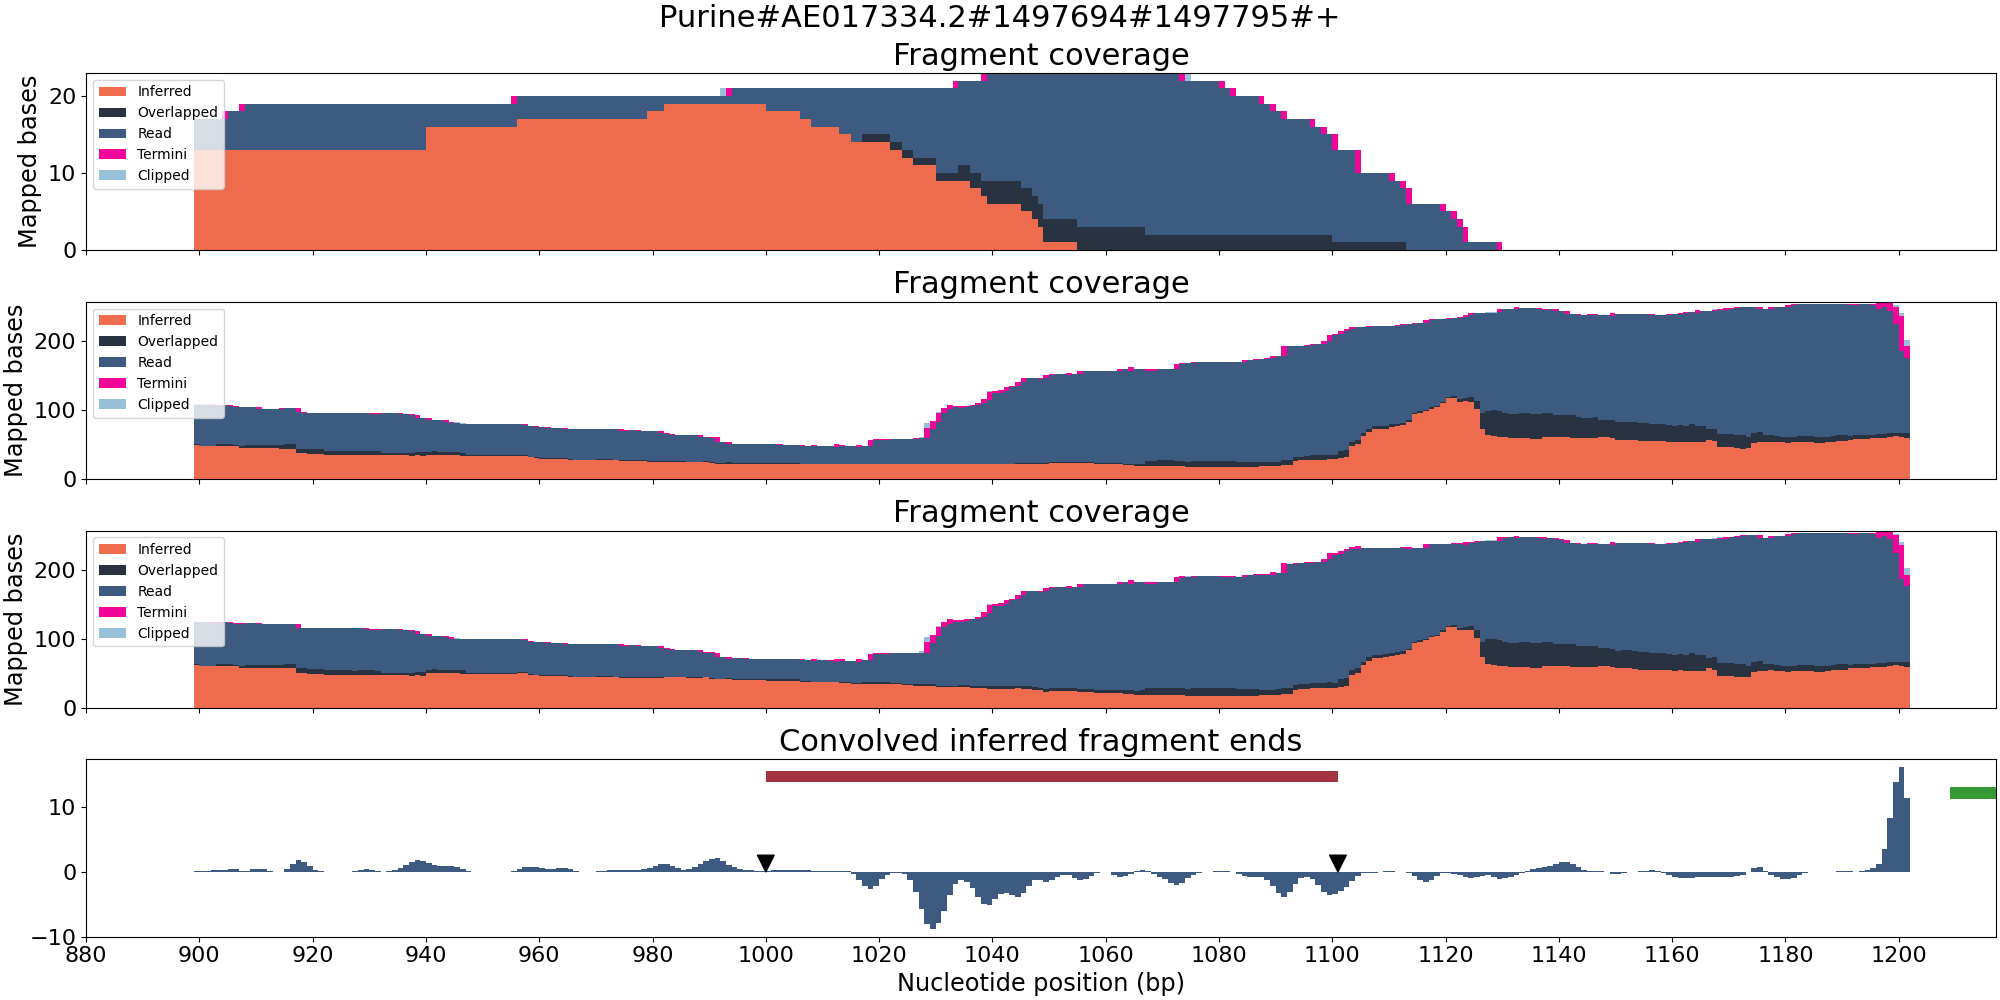 Purine#AE017334.2#1497694#1497795#+
Fragment coverage
Mapped bases
20
10
0
Inferred
Overlapped
Read
Termini
Clipped
Fragment coverage
Mapped bases
200
100
0
Inferred
Overlapped
Read
Termini
Clipped
Fragment coverage
Mapped bases
200
100
0
Inferred
Overlapped
Read
Termini
Clipped
Convolved inferred fragment ends
10
0
−10
880 900 920 940 960 980 1000 1020 1040 1060 1080 1100 1120 1140 1160 1180 1200
Nucleotide position (bp)